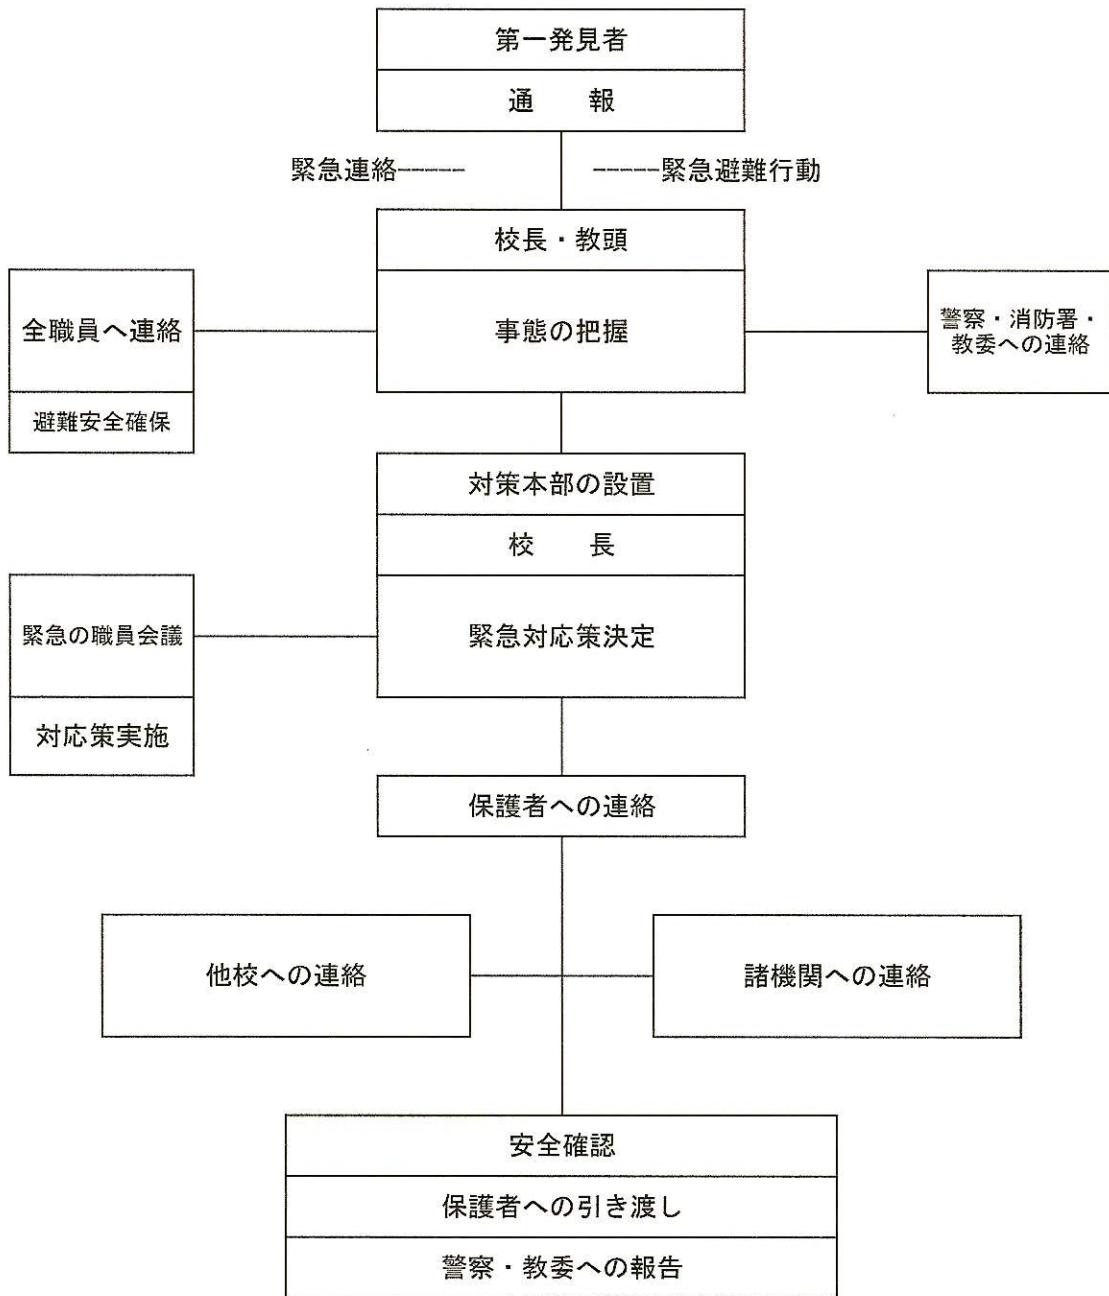 第一発見者
通　　報
緊急連絡-----　-----緊急避難行動
校長・教頭
全職員へ連絡
避難安全確保
事態の把握
警察・消防署・
教委への連絡
対策本部の設置
校　　長
緊急対応策決定
緊急の職員会議
対応策実施
保護者への連絡
他校への連絡
諸機関への連絡
安全確認
保護者への引き渡し
警察・教委への報告